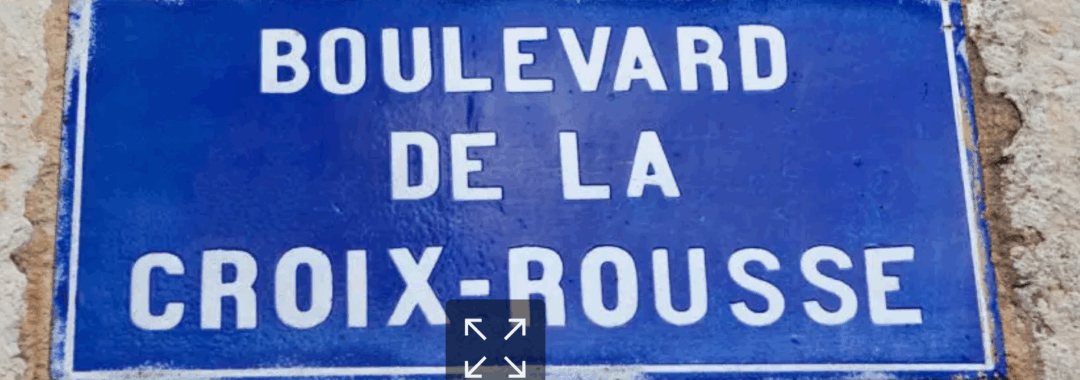 BOULEVARD
DE LA
CROIX-ROUSSE